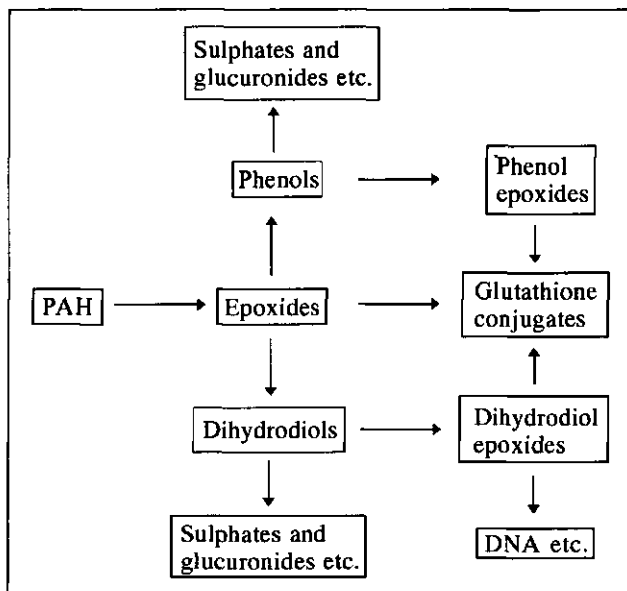 Sulphates and
glucuronides etc.
Phenols
Phenol
epoxides
PAH
Epoxides
Glutathione
conjugates
Dihydrodiols
Dihydrodiol
epoxides
Sulphates and
glucuronides etc.
DNA etc.